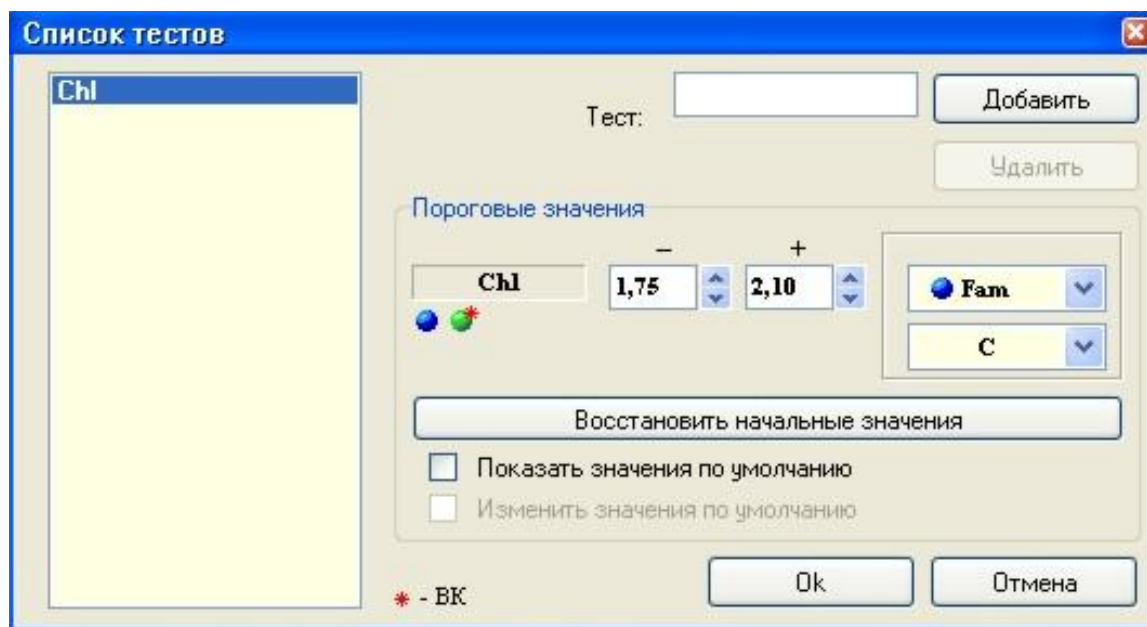 Список тестов
Chl
Тест:
Добавить
Удалить
Пороговые значения
– +
Chl 1,75 2,10 Fam
C
Восстановить начальные значения
Показать значения по умолчанию
Изменить значения по умолчанию
* - ВК
Ok Отмена